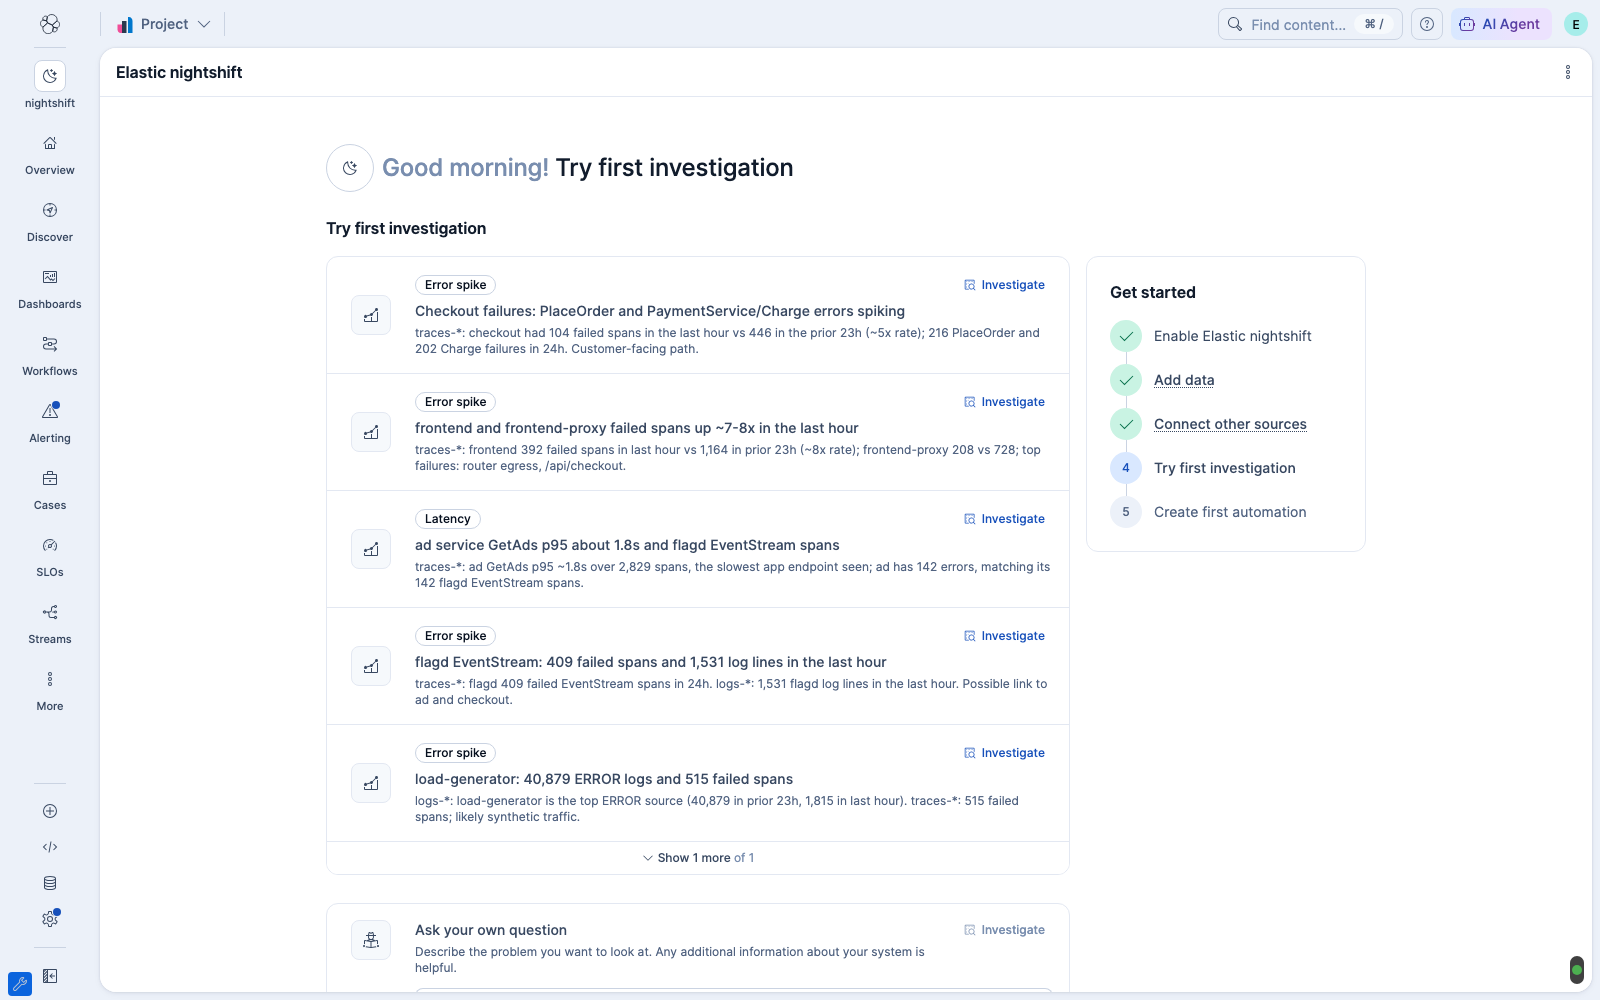 Project
Find content...
⌘ /
AI Agent
E
nightshift
Overview
Discover
Dashboards
Workflows
Alerting
Cases
SLOs
Streams
More
Elastic nightshift
Good morning! Try first investigation
Try first investigation
Error spike
Investigate
Checkout failures: PlaceOrder and PaymentService/Charge errors spiking
traces-*: checkout had 104 failed spans in the last hour vs 446 in the prior 23h (~5x rate); 216 PlaceOrder and
202 Charge failures in 24h. Customer-facing path.
Error spike
Investigate
frontend and frontend-proxy failed spans up ~7-8x in the last hour
traces-*: frontend 392 failed spans in last hour vs 1,164 in prior 23h (~8x rate); frontend-proxy 208 vs 728; top
failures: router egress, /api/checkout.
Latency
Investigate
ad service GetAds p95 about 1.8s and flagd EventStream spans
traces-*: ad GetAds p95 ~1.8s over 2,829 spans, the slowest app endpoint seen; ad has 142 errors, matching its
142 flagd EventStream spans.
Error spike
Investigate
flagd EventStream: 409 failed spans and 1,531 log lines in the last hour
traces-*: flagd 409 failed EventStream spans in 24h. logs-*: 1,531 flagd log lines in the last hour. Possible link to
ad and checkout.
Error spike
Investigate
load-generator: 40,879 ERROR logs and 515 failed spans
logs-*: load-generator is the top ERROR source (40,879 in prior 23h, 1,815 in last hour). traces-*: 515 failed
spans; likely synthetic traffic.
Show 1 more of 1
Ask your own question
Investigate
Describe the problem you want to look at. Any additional information about your system is
helpful.
Get started
Enable Elastic nightshift
Add data
Connect other sources
4 Try first investigation
5 Create first automation